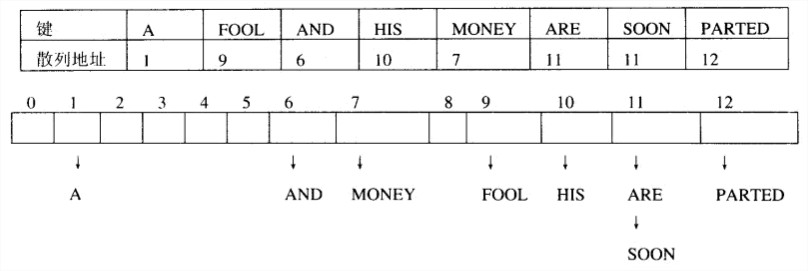 键 A FOOL AND HIS MONEY ARE SOON PARTED
散列地址 1 9 6 10 7 11 11 12
0 1 2 3 4 5 6 7 8 9 10 11 12
↓ ↓ ↓ ↓ ↓ ↓ ↓
A AND MONEY FOOL HIS ARE PARTED
↓
SOON